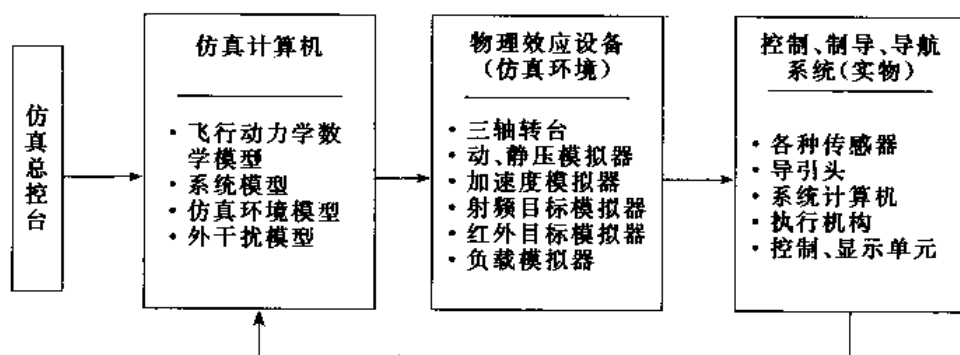 仿真总控台
仿真计算机
· 飞行动力学数
学模型
· 系统模型
· 仿真环境模型
· 外干扰模型
物理效应设备
(仿真环境)
· 三轴转台
· 动、静压模拟器
· 加速度模拟器
· 射频目标模拟器
· 红外目标模拟器
· 负载模拟器
控制、制导、导航
系统(实物)
· 各种传感器
· 导引头
· 系统计算机
· 执行机构
· 控制、显示单元